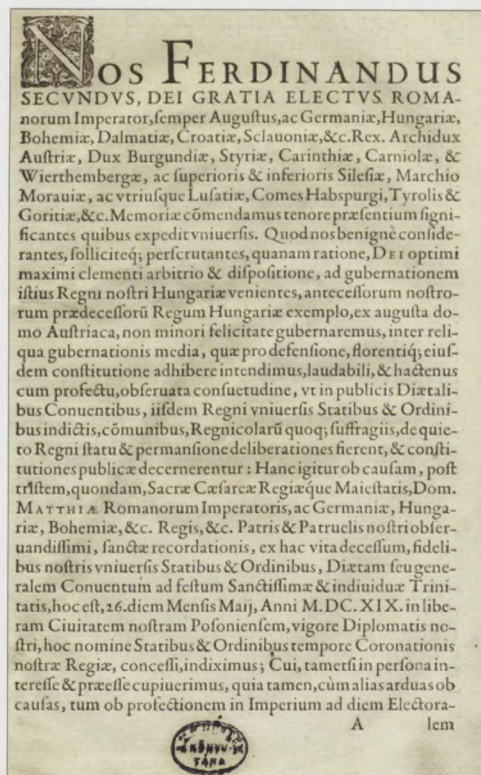 NOS FERDINANDUS
SECVNDVS, DEI GRATIA ELECTVS ROMA-
norum Imperator, ſemper Auguſtus, ac Germaniæ, Hungariæ,
Bohemiæ, Dalmatiæ, Croatiæ, Sclauoniæ, &c. Rex. Archidux
Auſtriæ, Dux Burgundiæ, Styriæ, Carinthiæ, Carniolæ, &
Wierthembergæ, ac ſuperioris & inferioris Sileſiæ, Marchio
Morauiæ, ac vtriuſque Luſatiæ, Comes Habspurgi, Tyrolis &
Goritiæ, &c. Memoriæ cōmendamus tenore præſentium ſigni-
ficantes quibus expedit vniuerſis. Quod nos benignè conſide-
rantes, ſolliciteq; perſcrutantes, quanam ratione, DEI optimi
maximi clementi arbitrio & diſpoſitione, ad gubernationem
iſtius Regni noſtri Hungariæ venientes, anteceſſorum noſtro-
rum prædeceſſorū Regum Hungariæ exemplo, ex auguſta do-
mo Auſtriaca, non minori felicitate gubernaremus, inter reli-
qua gubernationis media, quæ pro defenſione, florentiq; eiuſ-
dem conſtitutione adhibere intendimus, laudabili, & hactenus
cum profectu, obſeruata conſuetudine, vt in publicis Diætali-
bus Conuentibus, iiſdem Regni vniuerſis Statibus & Ordini-
bus indictis, cōmunibus, Regnicolarū quoq; ſuffragiis, de quie-
to Regni ſtatu & permanſione deliberationes fierent, & conſti-
tutiones publicæ decernerentur: Hanc igitur ob cauſam, poſt
triſtem, quondam, Sacræ Cæſareæ Regiæque Maieſtatis, Dom.
MATTHIÆ Romanorum Imperatoris, ac Germaniæ, Hunga-
riæ, Bohemiæ, &c. Regis, &c. Patris & Patruelis noſtri obſer-
uandiſſimi, ſanctæ recordationis, ex hac vita deceſſum, fideli-
bus noſtris vniuerſis Statibus & Ordinibus, Diætam ſeu gene-
ralem Conuentum ad feſtum Sanctiſſimæ & indiuiduæ Trini-
tatis, hoc eſt, 26. diem Menſis Maij, Anni M.DC.XIX. in libe-
ram Ciuitatem noſtram Poſonienſem, vigore Diplomatis no-
ſtri, hoc nomine Statibus & Ordinibus tempore Coronationis
noſtræ Regiæ, conceſſi, indiximus; Cui, tametſi in perſona in-
tereſſe & præeſſe cupiuerimus, quia tamen, cùm alias arduas ob
cauſas, tum ob profectionem in Imperium ad diem Electora-
A lem
KÖNYV
TÁRA